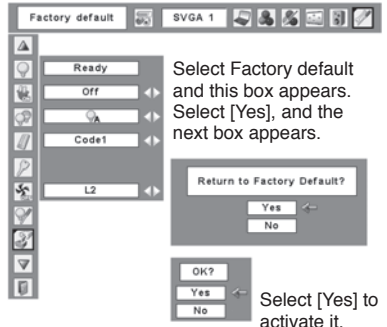 Factory default
SVGA 1
Ready
Off
A
Code1
L2
Select Factory default
and this box appears.
Select [Yes], and the
next box appears.
Return to Factory Default?
Yes
No
OK?
Yes
No
Select [Yes] to
activate it.